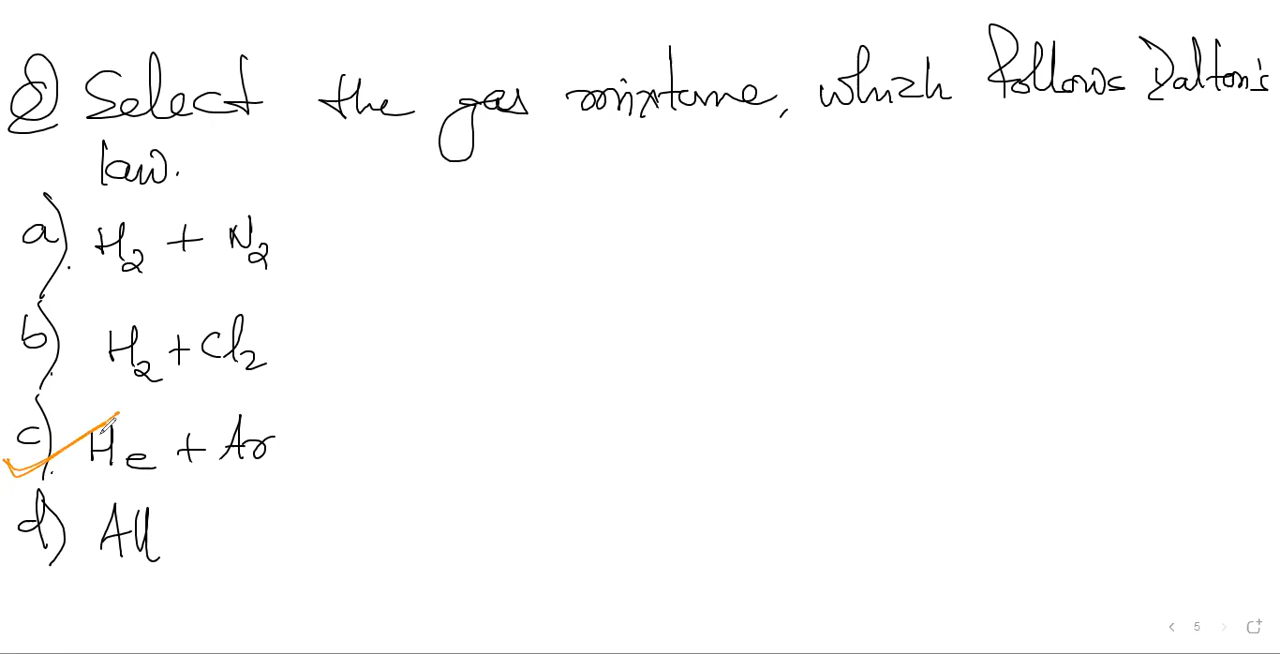 Q) Select the gas mixture, which follows Dalton's
law.
a). H₂ + N₂
b). H₂ + Cl₂
c). He + Ar
d) All
5